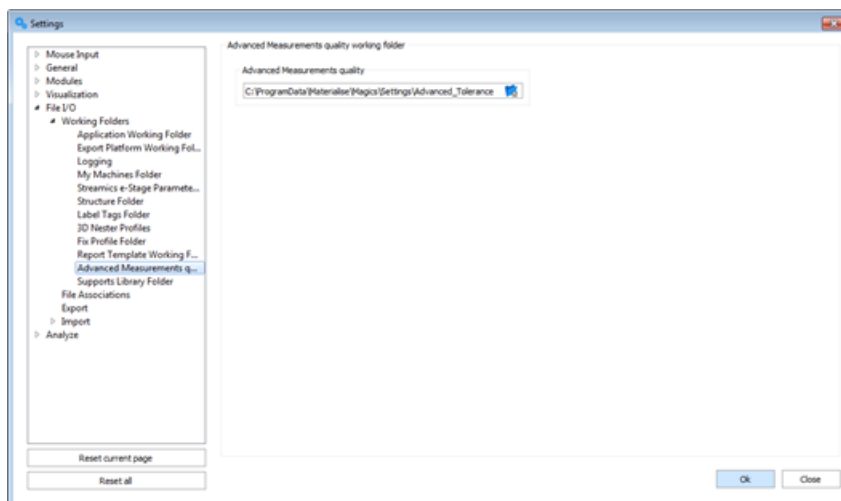 Settings
Mouse Input
General
Modules
Visualization
File I/O
Working Folders
Application Working Folder
Export Platform Working Fol...
Logging
My Machines Folder
Streamics e-Stage Paramete...
Structure Folder
Label Tags Folder
3D Nester Profiles
Fix Profile Folder
Report Template Working F...
Advanced Measurements q...
Supports Library Folder
File Associations
Export
Import
Analyze
Reset current page
Reset all
Advanced Measurements quality working folder
Advanced Measurements quality
C:\ProgramData\Materialise\Magics\Settings\Advanced_Tolerance
Ok
Close